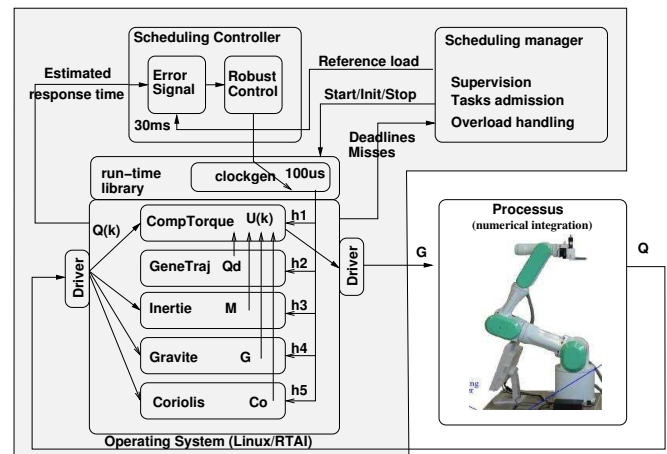 Scheduling Controller
Scheduling manager
Estimated
response time
Error
Signal
Robust
Control
Reference load
Supervision
Tasks admission
Overload handling
Start/Init/Stop
30ms
Deadlines
Misses
run-time
library
clockgen
100us
Q(k)
CompTorque
U(k)
h1
GeneTraj
Qd
h2
Inertie
M
h3
Gravite
G
h4
Coriolis
Co
h5
Driver
Driver
G
Processus
(numerical integration)
Q
ng
Operating System (Linux/RTAI)